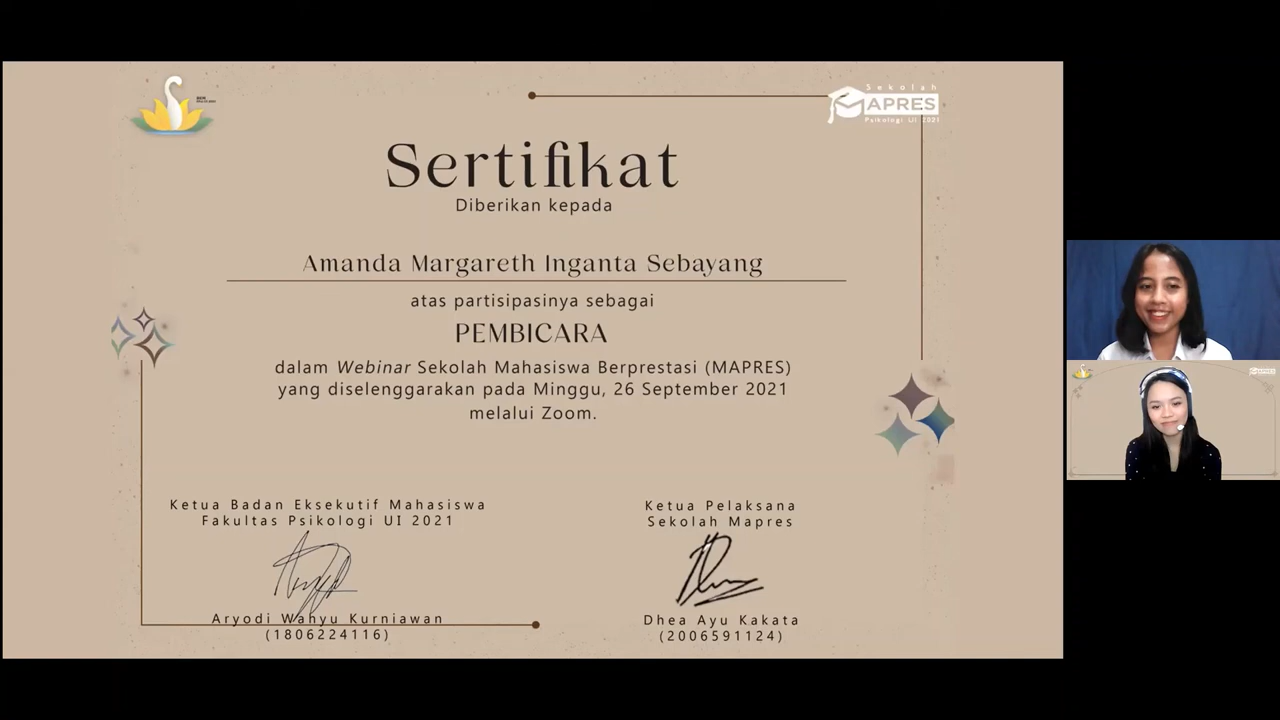 Sekolah
MAPRES
Psikologi UI 2021
Sertifikat
Diberikan kepada
Amanda Margareth Inganta Sebayang
atas partisipasinya sebagai
PEMBICARA
dalam Webinar Sekolah Mahasiswa Berprestasi (MAPRES)
yang diselenggarakan pada Minggu, 26 September 2021
melalui Zoom.
Ketua Badan Eksekutif Mahasiswa
Fakultas Psikologi UI 2021
Aryodi Wahyu Kurniawan
(1806224116)
Ketua Pelaksana
Sekolah Mapres
Dhea Ayu Kakata
(2006591124)